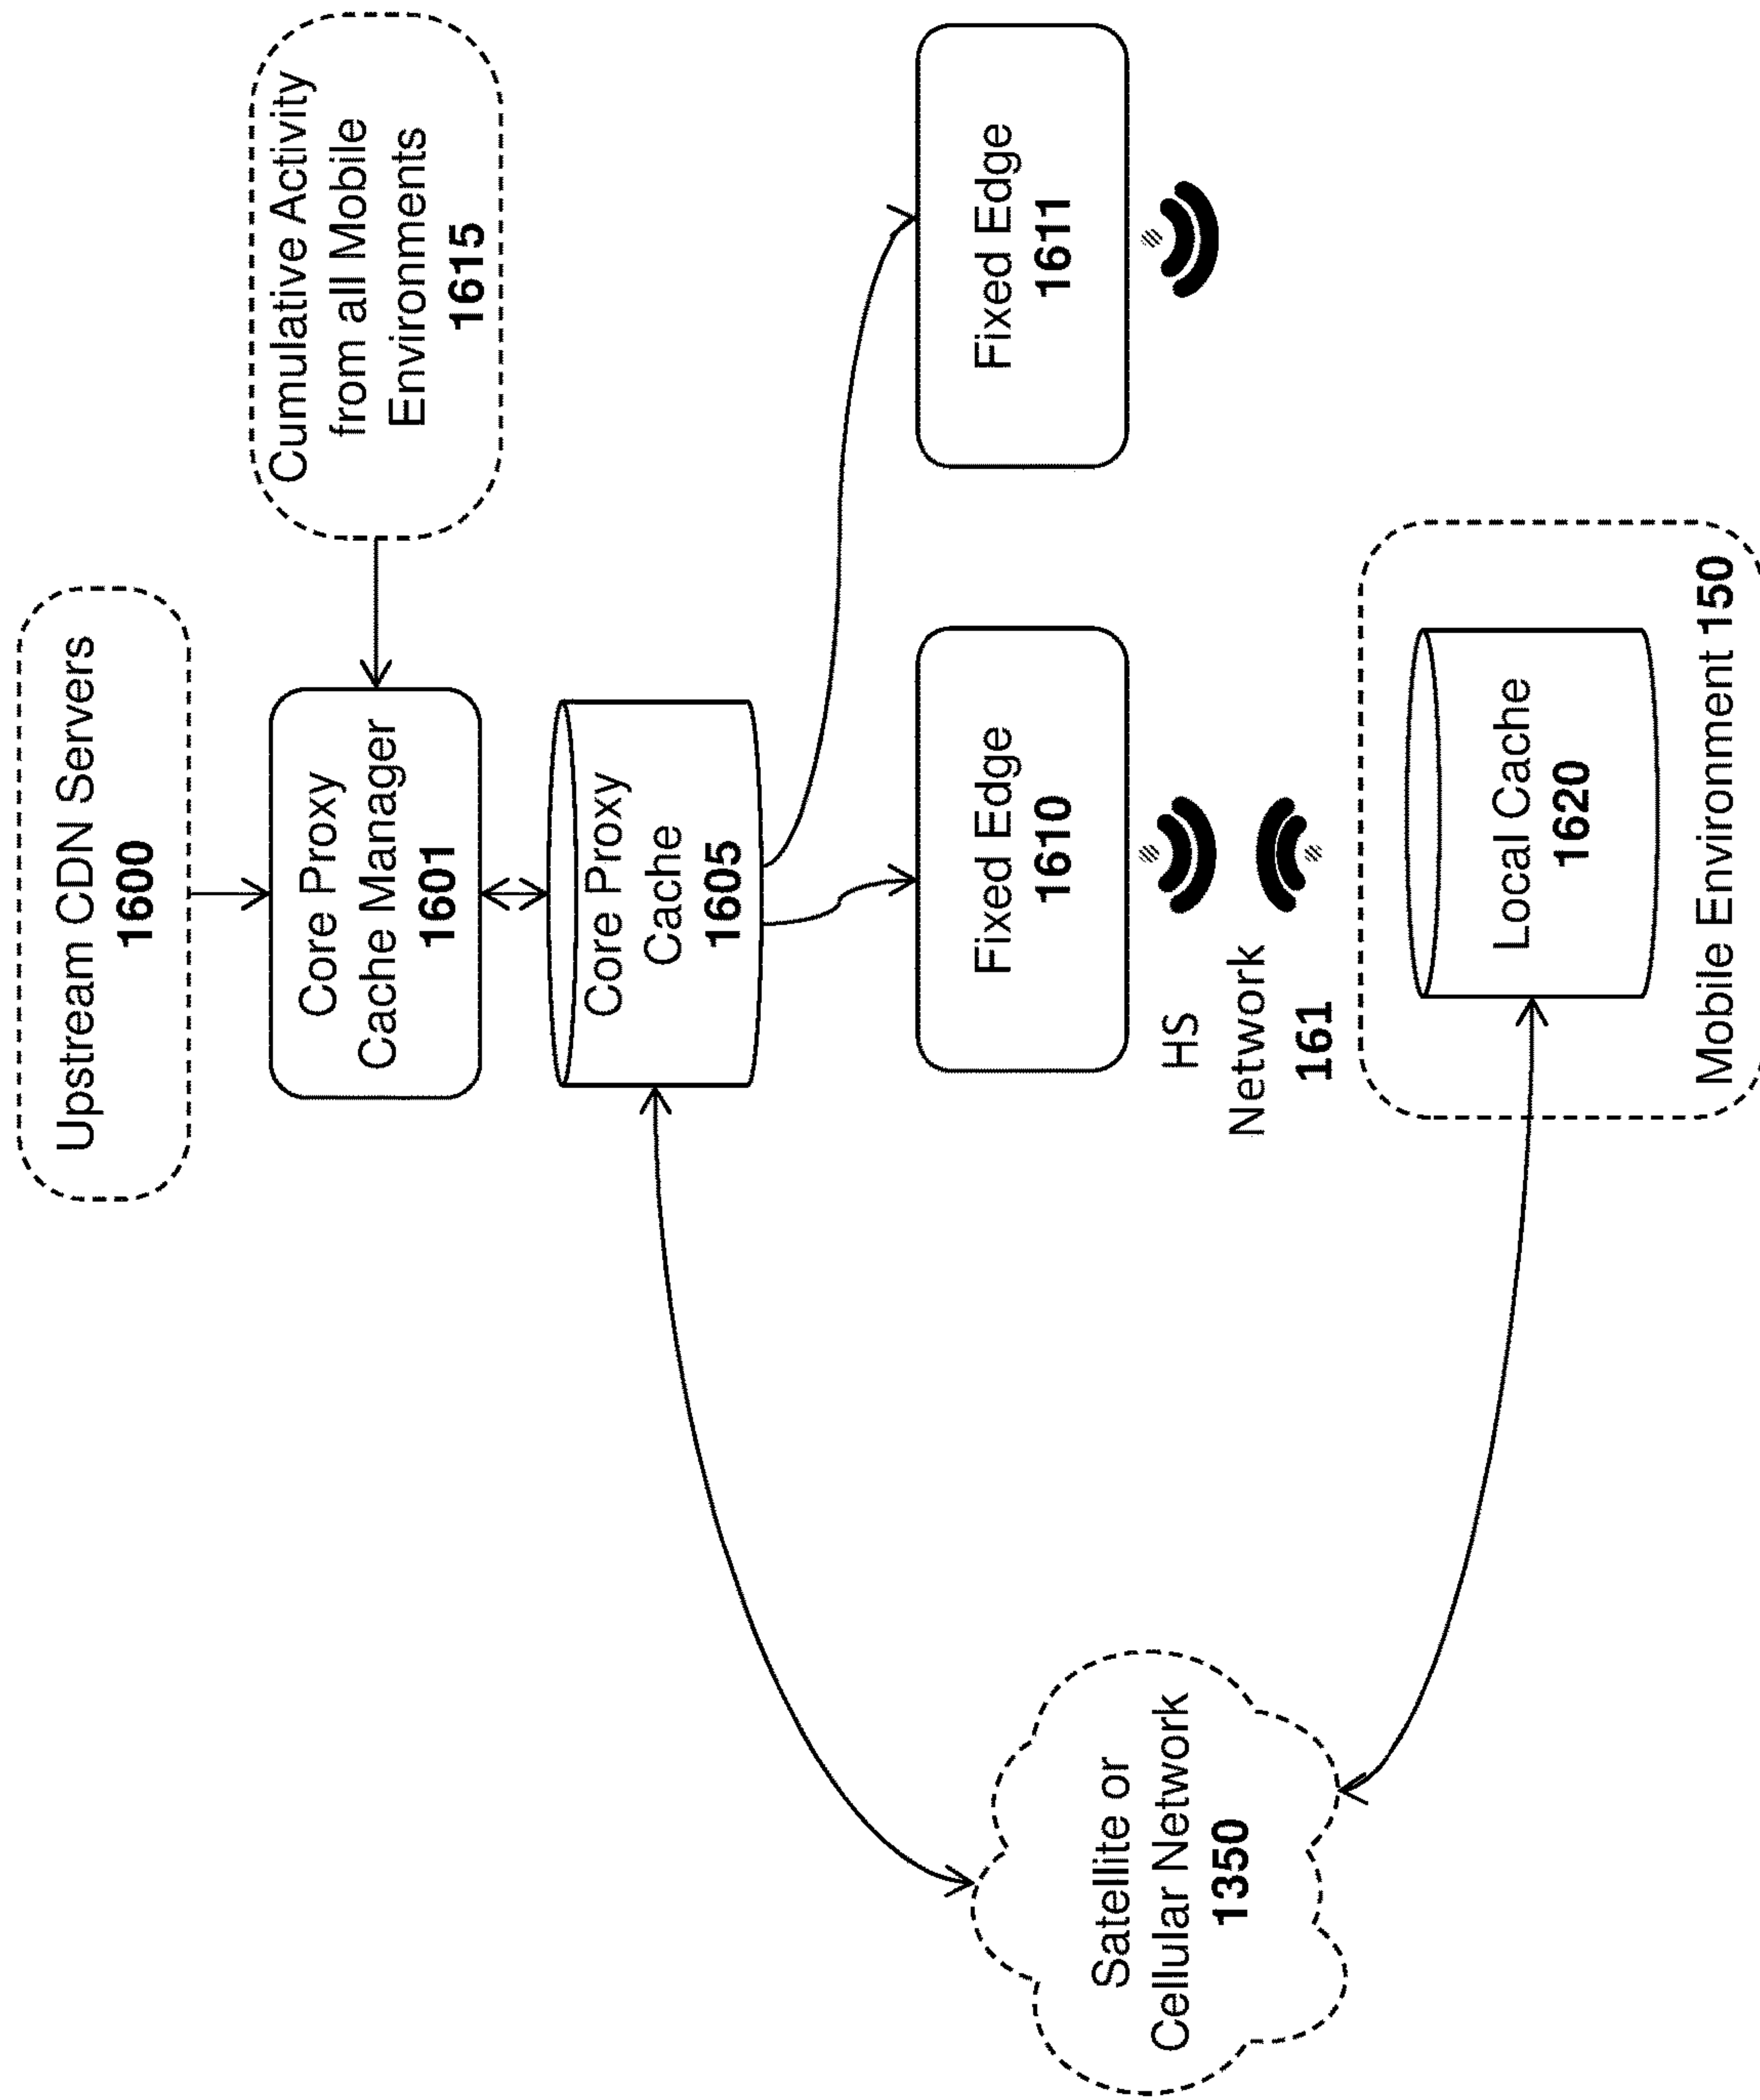 Upstream CDN Servers
1600
Cumulative Activity
from all Mobile
Environments
1615
Core Proxy
Cache Manager
1601
Core Proxy
Cache
1605
Fixed Edge
1610
Fixed Edge
1611
HS
Network
161
Satellite or
Cellular Network
1350
Local Cache
1620
Mobile Environment 150